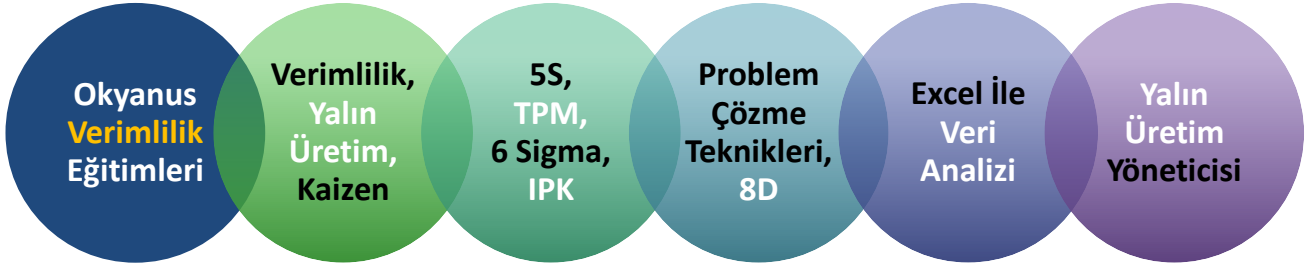 Okyanus
Verimlilik
Eğitimleri
Verimlilik,
Yalın
Üretim,
Kaizen
5S,
TPM,
6 Sigma,
IPK
Problem
Çözme
Teknikleri,
8D
Excel İle
Veri
Analizi
Yalın
Üretim
Yöneticisi